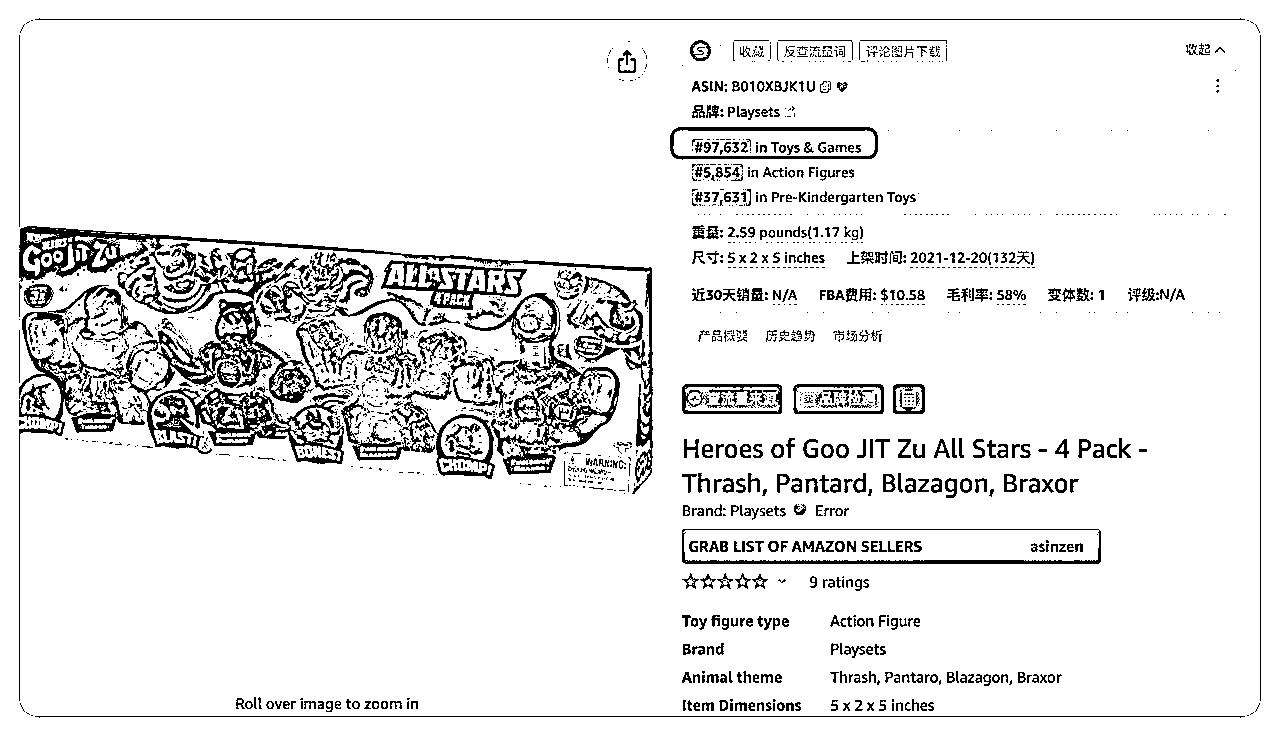 收藏 反查流量词 评论图片下载 收起
ASIN: B010XBJK1U
品牌: Playsets
#97,632 in Toys & Games
#5,854 in Action Figures
#37,631 in Pre-Kindergarten Toys
重量: 2.59 pounds(1.17 kg)
尺寸: 5 x 2 x 5 inches 上架时间: 2021-12-20(132天)
近30天销量: N/A FBA费用: $10.58 毛利率: 58% 变体数: 1 评级:N/A
产品概要 历史趋势 市场分析
Heroes of Goo JIT Zu All Stars - 4 Pack -
Thrash, Pantard, Blazagon, Braxor
Brand: Playsets Error
GRAB LIST OF AMAZON SELLERS asinzen
9 ratings
Toy figure type Action Figure
Brand Playsets
Animal theme Thrash, Pantaro, Blazagon, Braxor
Item Dimensions 5 x 2 x 5 inches
Goo Jit Zu
ALL STARS
4 PACK
BLAST!
CHOMP!
WARNING:
Roll over image to zoom in